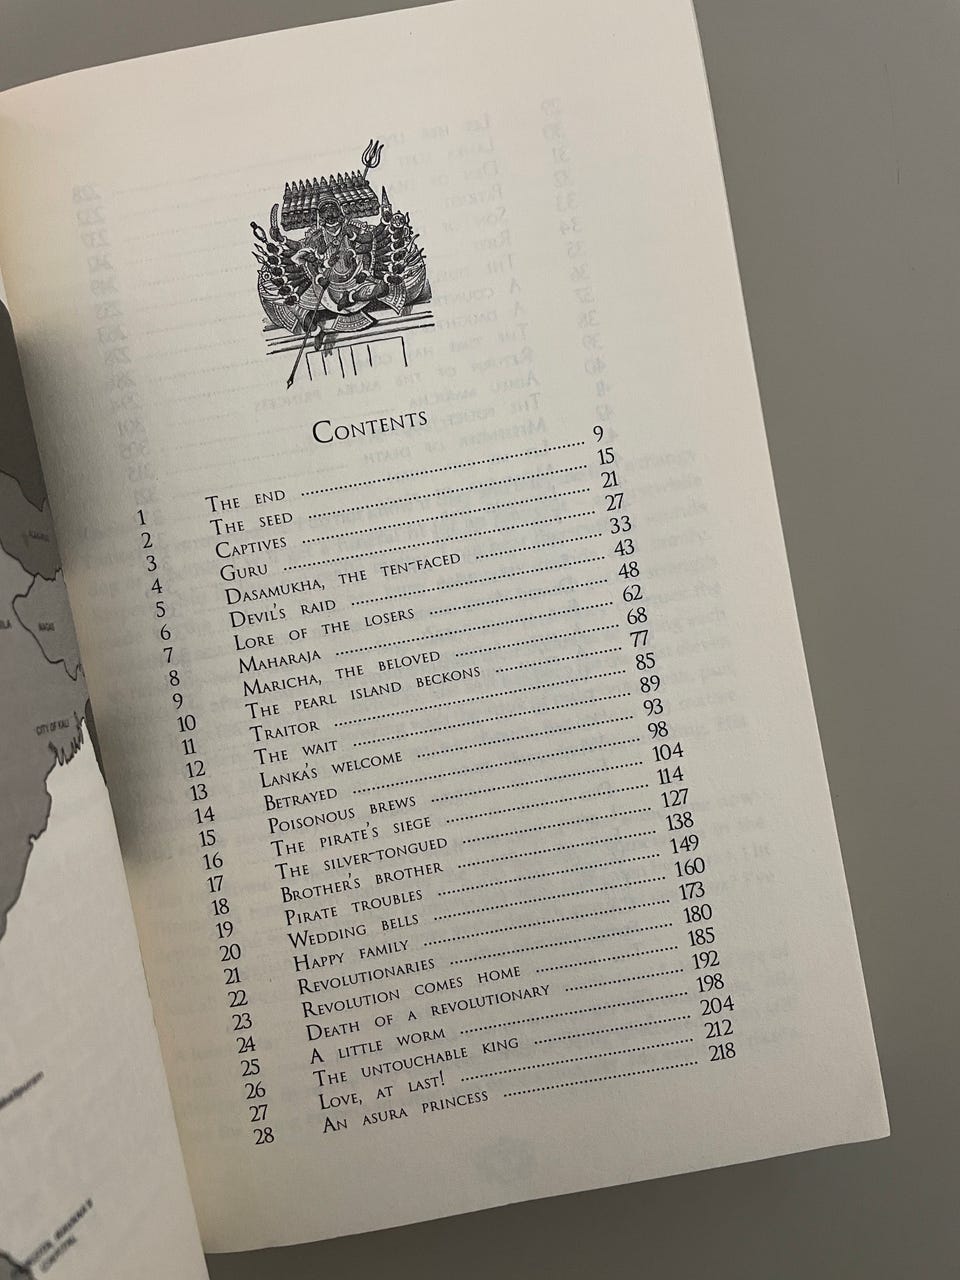 NAGAS
CITY OF KALI
CONTENTS
1 THE END 9
2 THE SEED 15
3 CAPTIVES 21
4 GURU 27
5 DASAMUKHA, THE TEN-FACED 33
6 DEVIL'S RAID 43
7 LORE OF THE LOSERS 48
8 MAHARAJA 62
9 MARICHA, THE BELOVED 68
10 THE PEARL ISLAND BECKONS 77
11 TRAITOR 85
12 THE WAIT 89
13 LANKA'S WELCOME 93
14 BETRAYED 98
15 POISONOUS BREWS 104
16 THE PIRATE'S SIEGE 114
17 THE SILVER-TONGUED 127
18 BROTHER'S BROTHER 138
19 PIRATE TROUBLES 149
20 WEDDING BELLS 160
21 HAPPY FAMILY 173
22 REVOLUTIONARIES 180
23 REVOLUTION COMES HOME 185
24 DEATH OF A REVOLUTIONARY 192
25 A LITTLE WORM 198
26 THE UNTOUCHABLE KING 204
27 LOVE, AT LAST! 212
28 AN ASURA PRINCESS 218